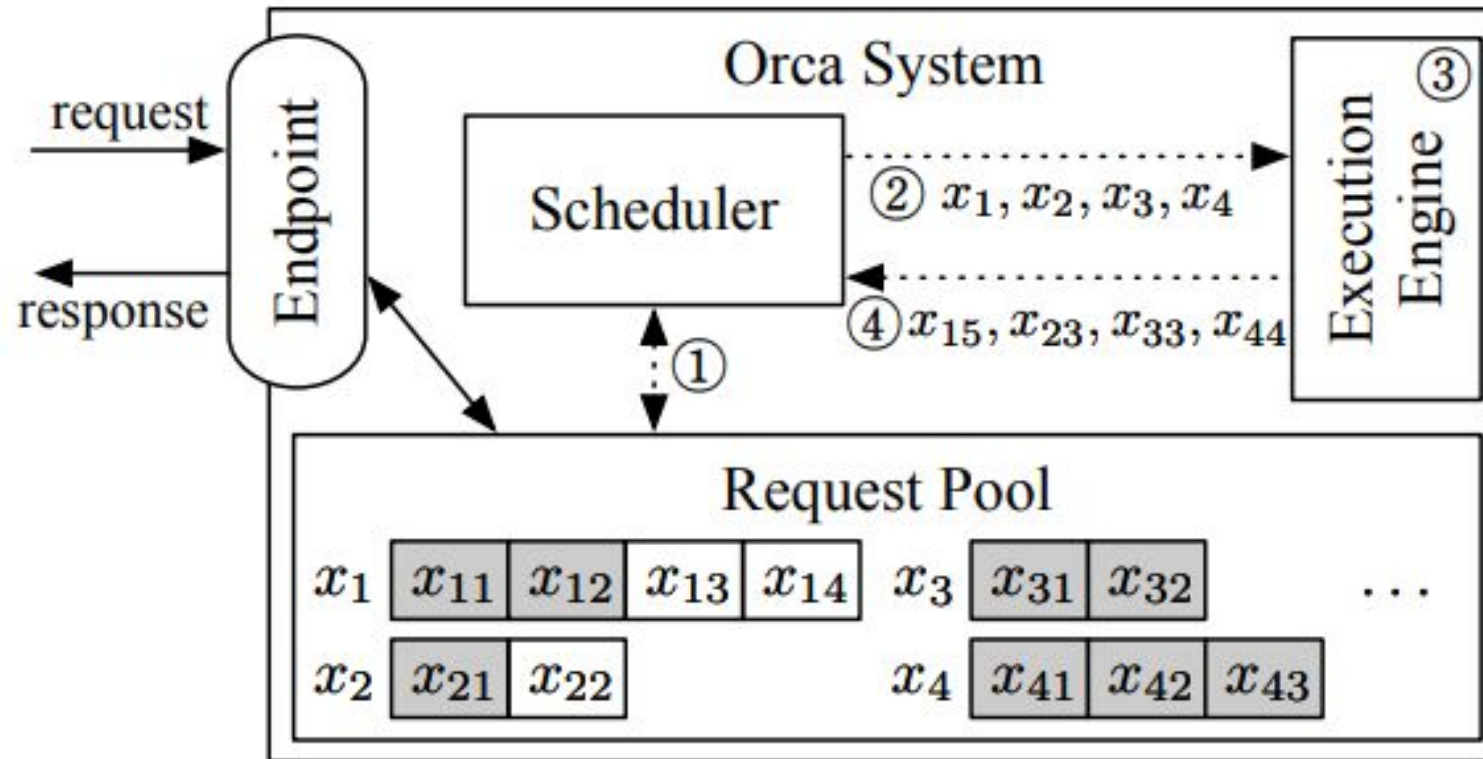 Orca System
request
response
Endpoint
Scheduler
② x₁, x₂, x₃, x₄
④ x₁₅, x₂₃, x₃₃, x₄₄
Execution
Engine
③
①
Request Pool
x₁ x₁₁ x₁₂ x₁₃ x₁₄ x₃ x₃₁ x₃₂ ...
x₂ x₂₁ x₂₂ x₄ x₄₁ x₄₂ x₄₃